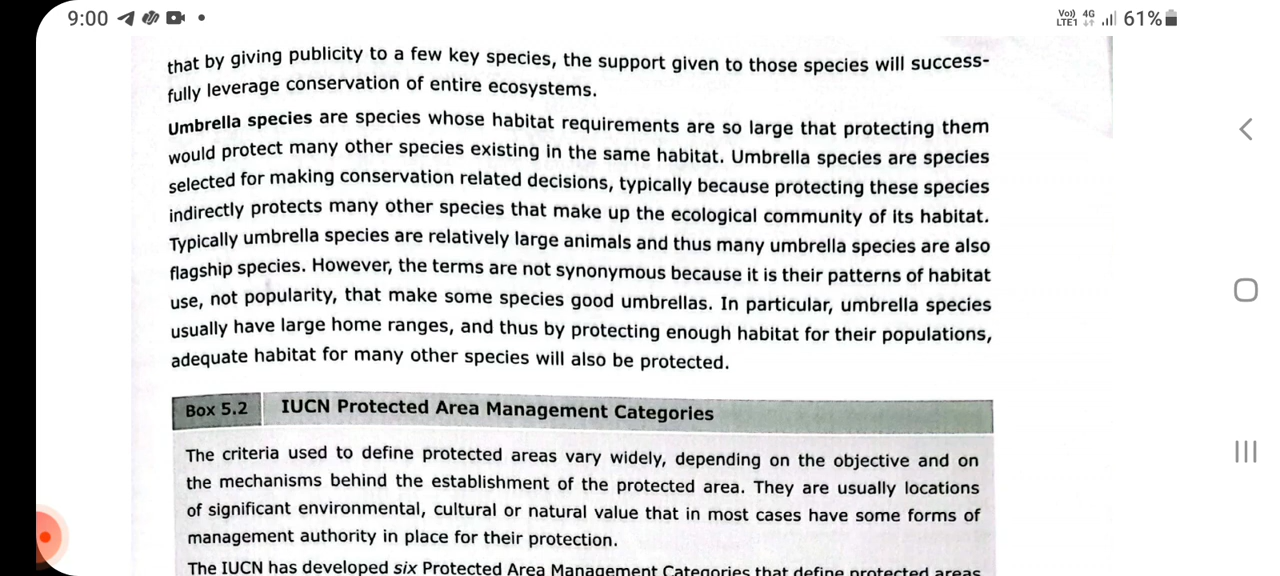 9:00
Vo)) 4G
LTE1 61%
that by giving publicity to a few key species, the support given to those species will success-
fully leverage conservation of entire ecosystems.
Umbrella species are species whose habitat requirements are so large that protecting them
would protect many other species existing in the same habitat. Umbrella species are species
selected for making conservation related decisions, typically because protecting these species
indirectly protects many other species that make up the ecological community of its habitat.
Typically umbrella species are relatively large animals and thus many umbrella species are also
flagship species. However, the terms are not synonymous because it is their patterns of habitat
use, not popularity, that make some species good umbrellas. In particular, umbrella species
usually have large home ranges, and thus by protecting enough habitat for their populations,
adequate habitat for many other species will also be protected.
Box 5.2 IUCN Protected Area Management Categories
The criteria used to define protected areas vary widely, depending on the objective and on
the mechanisms behind the establishment of the protected area. They are usually locations
of significant environmental, cultural or natural value that in most cases have some forms of
management authority in place for their protection.
The IUCN has developed six Protected Area Management Categories that define protected areas